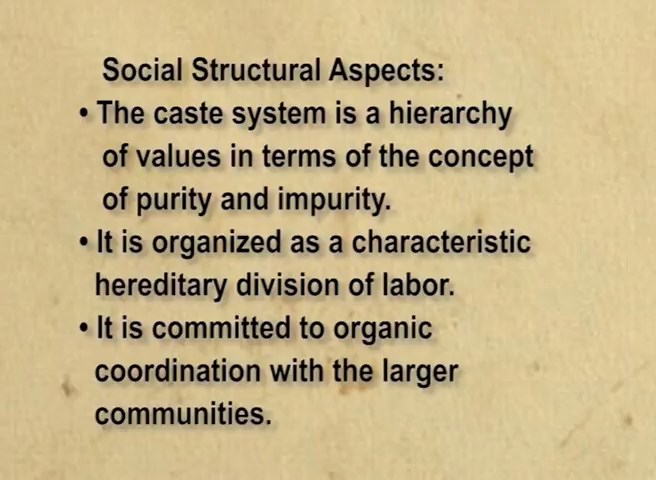 Social Structural Aspects:
• The caste system is a hierarchy
of values in terms of the concept
of purity and impurity.
• It is organized as a characteristic
hereditary division of labor.
• It is committed to organic
coordination with the larger
communities.